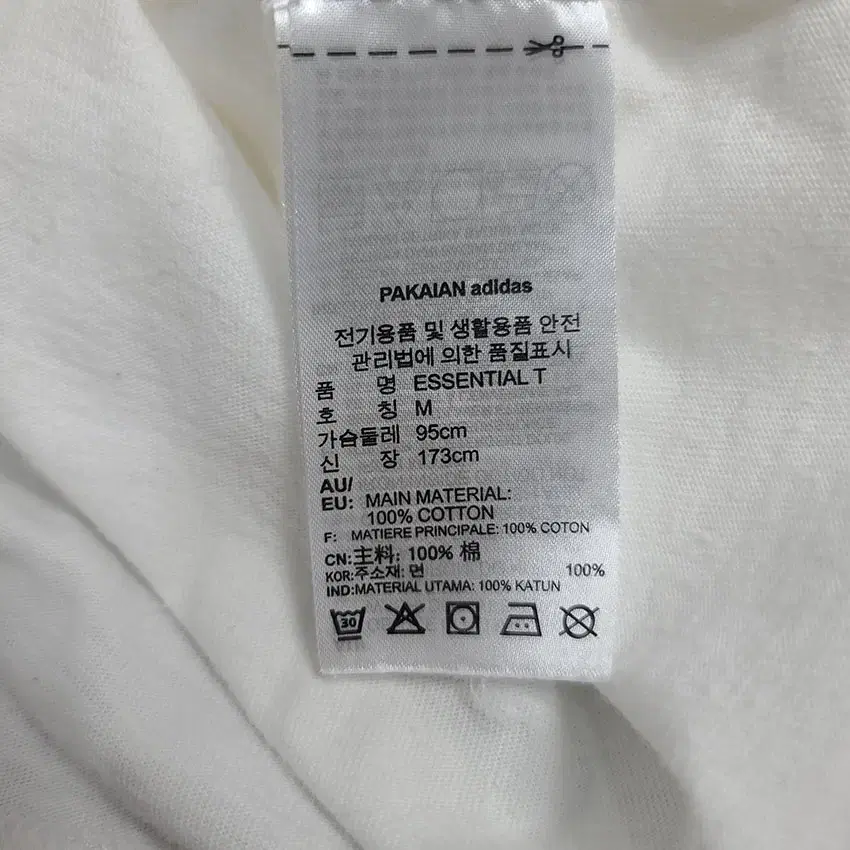 PAKAIAN adidas
전기용품 및 생활용품 안전
관리법에 의한 품질표시
품 명 ESSENTIAL T
호 칭 M
가슴둘레 95cm
신 장 173cm
AU/
EU: MAIN MATERIAL:
100% COTTON
F: MATIERE PRINCIPALE: 100% COTON
CN:主料: 100% 棉
KOR:주소재: 면 100%
IND:MATERIAL UTAMA: 100% KATUN
30